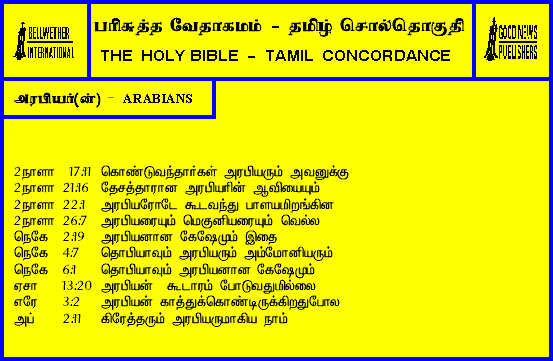 BELLWETHER
INTERNATIONAL
பரிசுத்த வேதாகமம் - தமிழ் சொல்தொகுதி
THE HOLY BIBLE - TAMIL CONCORDANCE
GOOD NEWS
PUBLISHERS
அரபியர்(ன்) - ARABIANS
2நாளா 17:11 கொண்டுவந்தார்கள் அரபியரும் அவனுக்கு
2நாளா 21:16 தேசத்தாரான அரபியரின் ஆவியையும்
2நாளா 22:1 அரபியரோடே கூடவந்து பாளயமிறங்கின
2நாளா 26:7 அரபியரையும் மெகுனியரையும் வெல்ல
நெகே 2:19 அரபியனான கேஷேமும் இதை
நெகே 4:7 தொபியாவும் அரபியரும் அம்மோனியரும்
நெகே 6:1 தொபியாவும் அரபியனான கேஷேமும்
ஏசா 13:20 அரபியன் கூடாரம் போடுவதுமில்லை
எரே 3:2 அரபியன் காத்துக்கொண்டிருக்கிறதுபோல
அப் 2:11 கிரேத்தரும் அரபியருமாகிய நாம்